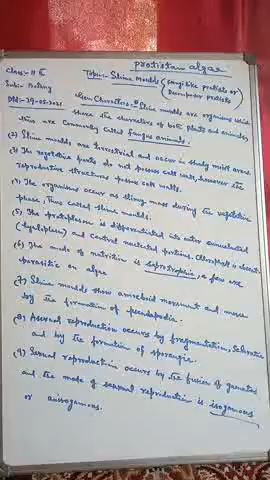 protistan algae
Class:- 11 E
Topic- Slime Moulds (fungi like protists or
Sub:- Botany
Decomposer protists)
Dt:- 29-05-2021
Gen. Characters- Slime moulds are organisms which
share the characters of both plants and animals,
thus are commonly called fungus animals.
(2) Slime moulds are terrestrial and occur in shady moist areas.
(3) The vegetative parts do not possess cell walls, however the
reproductive structures possess cell walls.
(4) The organisms occur as slimy mass during the vegetative
phase, thus called slime moulds.
(5) The protoplasm is differentiated into outer
(hyaloplasm) and central nucleated portions. Chlorophyll is absent.
(6) The mode of nutrition is saprotrophic, a few are
parasitic on algae
(7) Slime moulds show amoeboid movement and move
by the formation of pseudopodia.
(8) Asexual reproduction occurs by fragmentation, Sclerotia
and by the formation of sporangia.
(9) Sexual reproduction occurs by the fusion of gametes
and the mode of sexual reproduction is isogamous
or anisogamous.